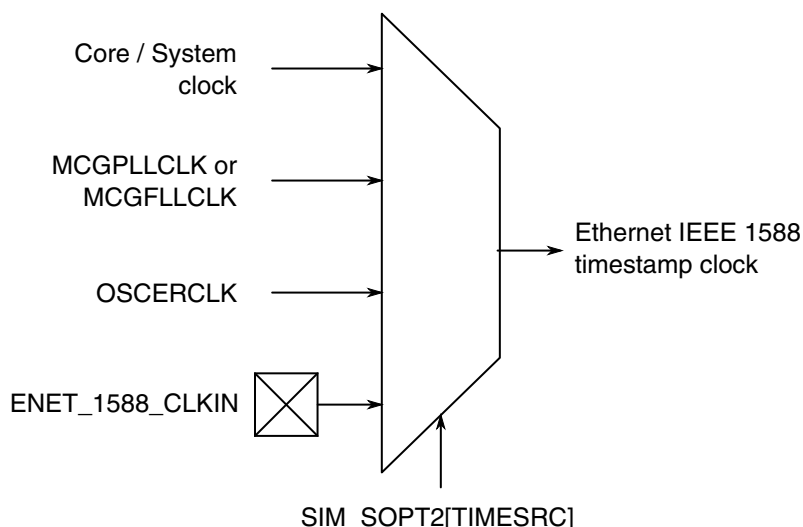 Core / System
clock
MCGPLLCLK or
MCGFLLCLK
OSCERCLK
ENET_1588_CLKIN
Ethernet IEEE 1588
timestamp clock
SIM_SOPT2[TIMESRC]